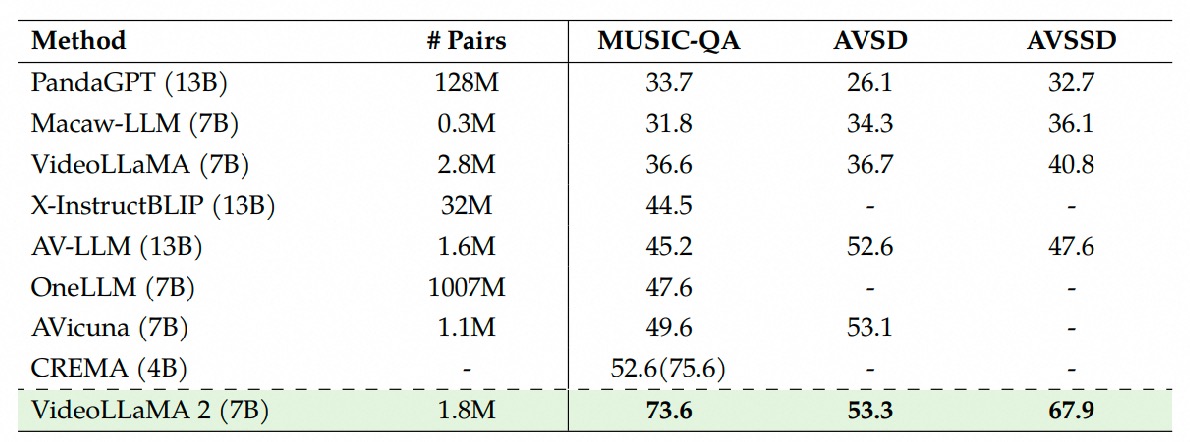 Method # Pairs MUSIC-QA AVSD AVSSD
PandaGPT (13B) 128M 33.7 26.1 32.7
Macaw-LLM (7B) 0.3M 31.8 34.3 36.1
VideoLLaMA (7B) 2.8M 36.6 36.7 40.8
X-InstructBLIP (13B) 32M 44.5 - -
AV-LLM (13B) 1.6M 45.2 52.6 47.6
OneLLM (7B) 1007M 47.6 - -
AVicuna (7B) 1.1M 49.6 53.1 -
CREMA (4B) - 52.6(75.6) - -
VideoLLaMA 2 (7B) 1.8M 73.6 53.3 67.9